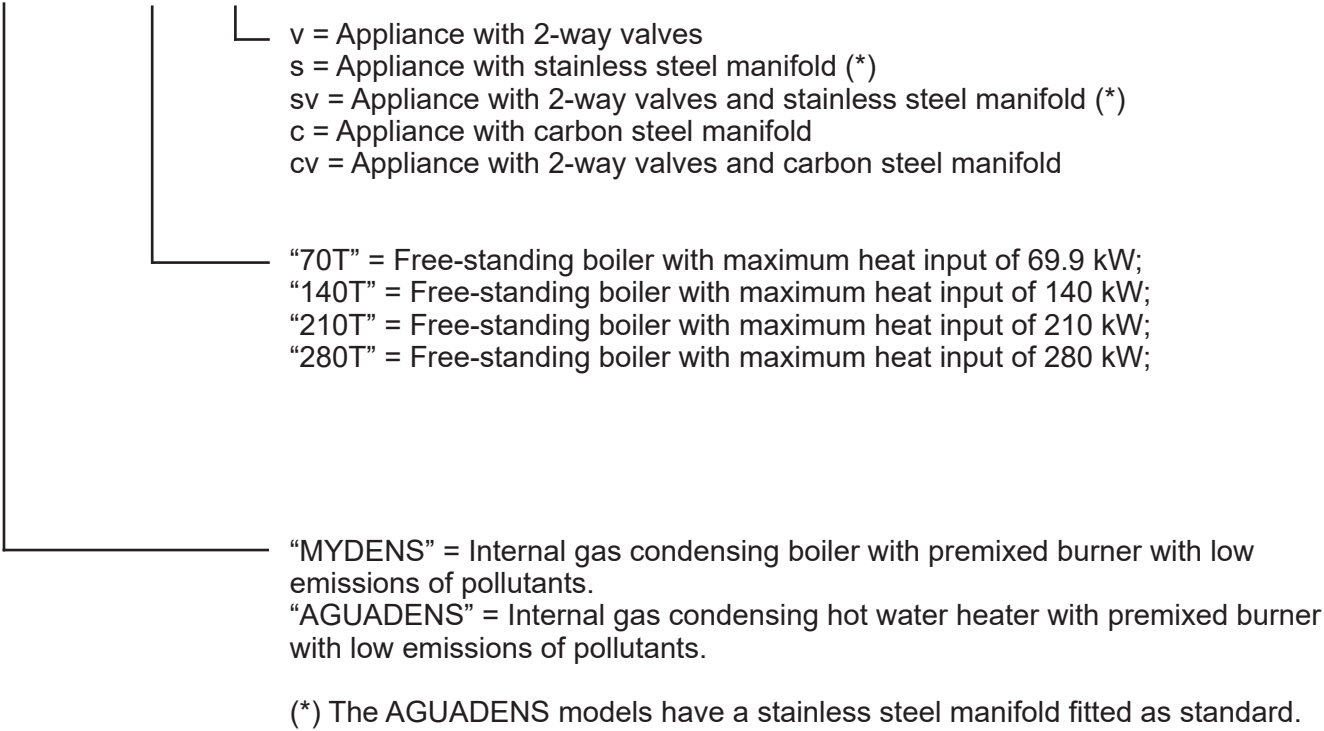 v = Appliance with 2-way valves
s = Appliance with stainless steel manifold (*)
sv = Appliance with 2-way valves and stainless steel manifold (*)
c = Appliance with carbon steel manifold
cv = Appliance with 2-way valves and carbon steel manifold
“70T” = Free-standing boiler with maximum heat input of 69.9 kW;
“140T” = Free-standing boiler with maximum heat input of 140 kW;
“210T” = Free-standing boiler with maximum heat input of 210 kW;
“280T” = Free-standing boiler with maximum heat input of 280 kW;
“MYDENS” = Internal gas condensing boiler with premixed burner with low
emissions of pollutants.
“AGUADENS” = Internal gas condensing hot water heater with premixed burner
with low emissions of pollutants.
(*) The AGUADENS models have a stainless steel manifold fitted as standard.